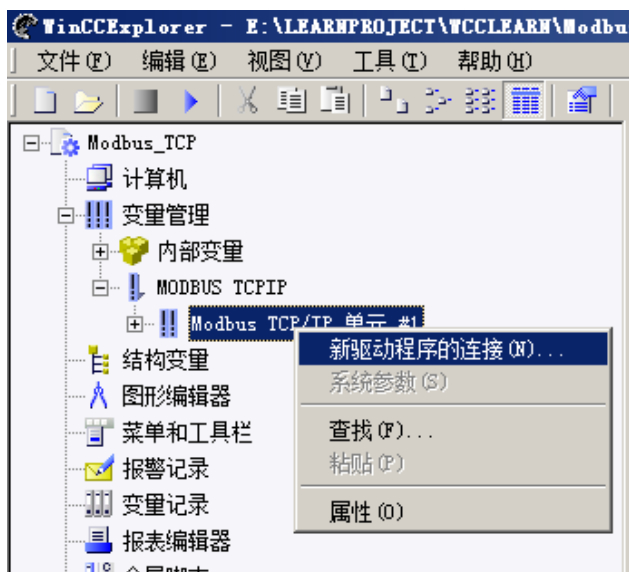 WinCCExplorer - E:\LEARNPROJECT\WCCLEARN\Modbu
文件(F) 编辑(E) 视图(V) 工具(T) 帮助(H)
Modbus_TCP
计算机
变量管理
内部变量
MODBUS TCPIP
Modbus TCP/IP 单元 #1
新驱动程序的连接(N)...
结构变量
系统参数(S)
图形编辑器
菜单和工具栏
查找(F)...
报警记录
粘贴(P)
变量记录
属性(O)
报表编辑器